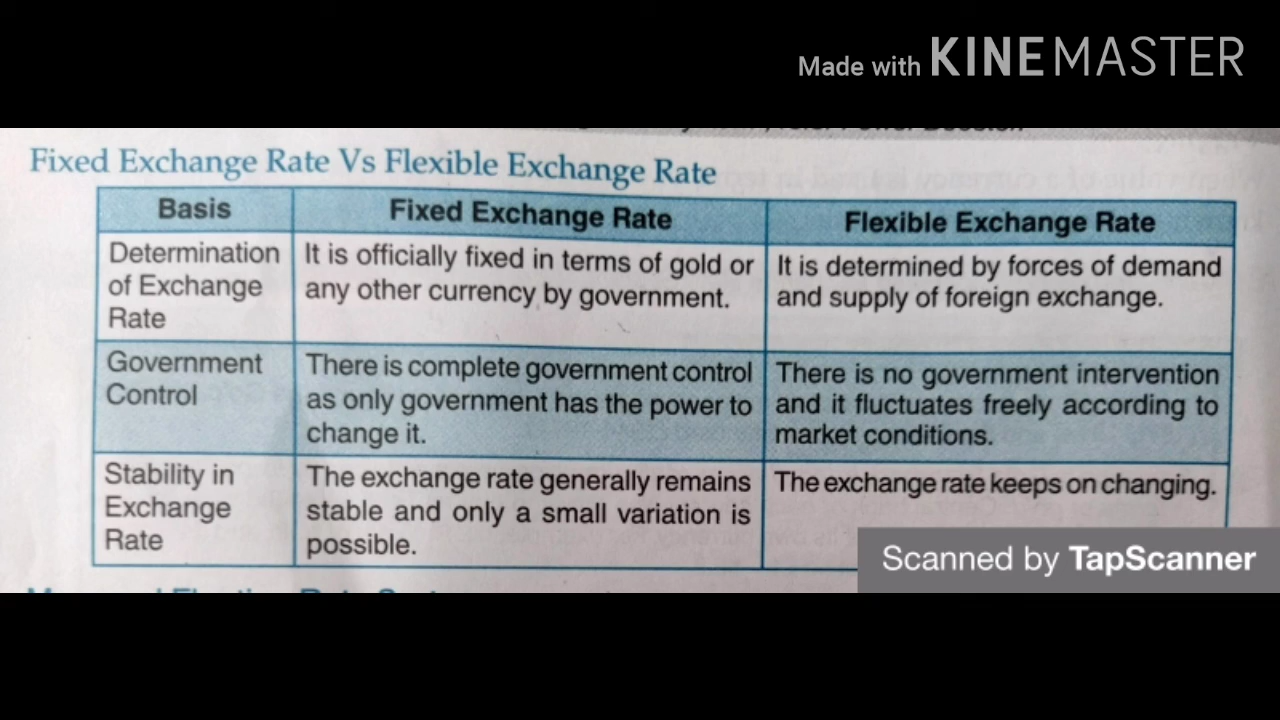 Made with KINEMASTER
Fixed Exchange Rate Vs Flexible Exchange Rate
Basis
Fixed Exchange Rate
Flexible Exchange Rate
Determination
of Exchange
Rate
It is officially fixed in terms of gold or
any other currency by government.
It is determined by forces of demand
and supply of foreign exchange.
Government
Control
There is complete government control
as only government has the power to
change it.
There is no government intervention
and it fluctuates freely according to
market conditions.
Stability in
Exchange
Rate
The exchange rate generally remains
stable and only a small variation is
possible.
The exchange rate keeps on changing.
Scanned by TapScanner